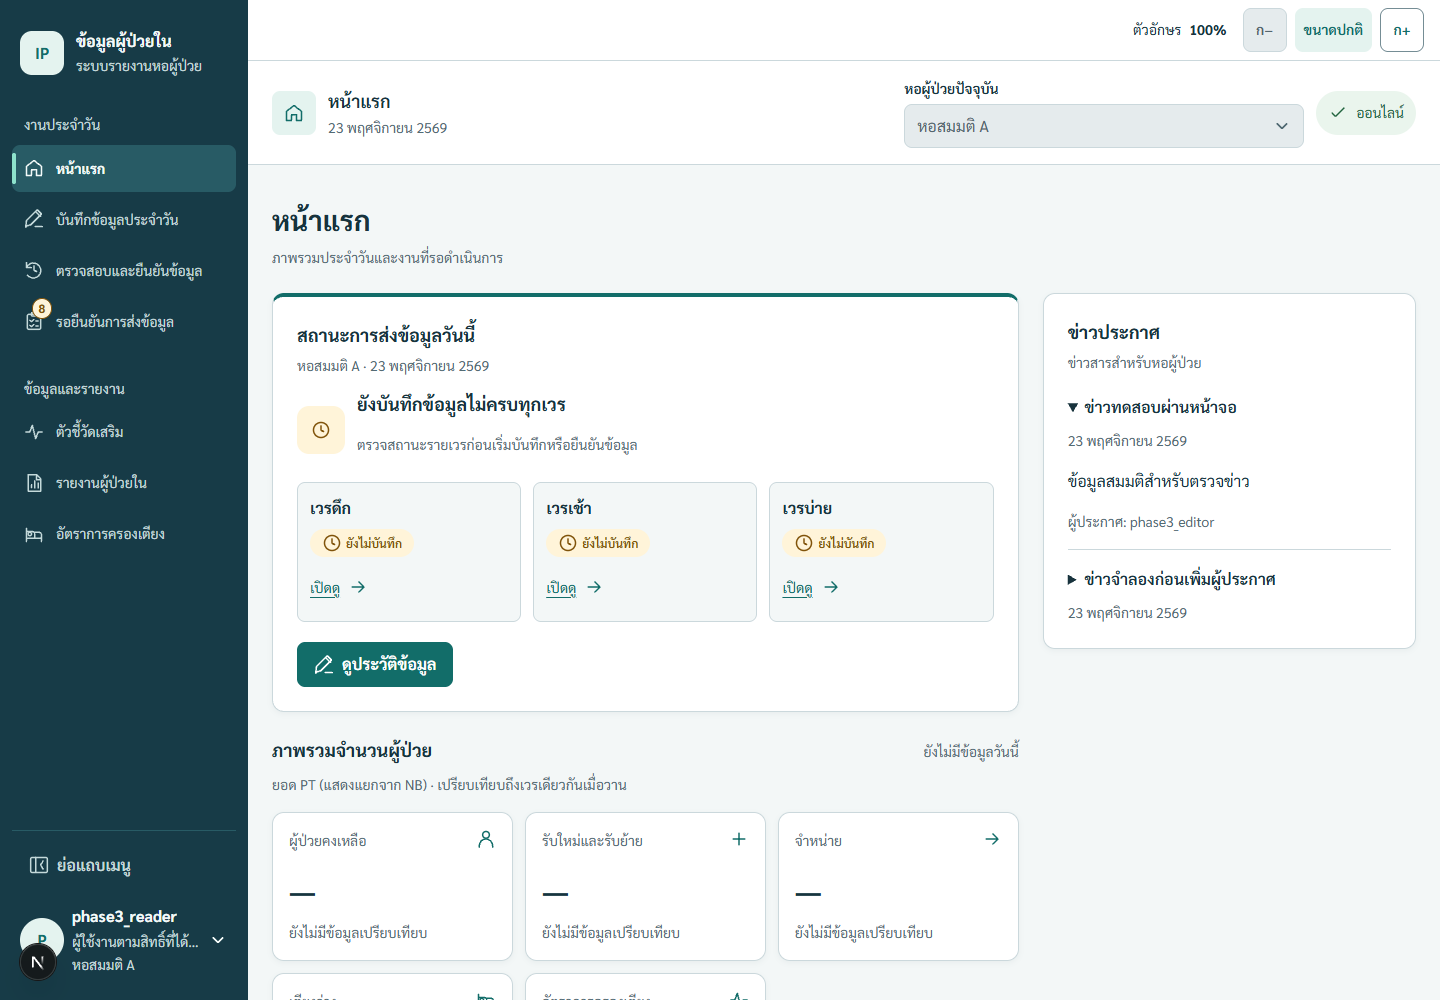 IP
ข้อมูลผู้ป่วยใน
ระบบรายงานหอผู้ป่วย
งานประจำวัน
หน้าแรก
บันทึกข้อมูลประจำวัน
ตรวจสอบและยืนยันข้อมูล
8
รอยืนยันการส่งข้อมูล
ข้อมูลและรายงาน
ตัวชี้วัดเสริม
รายงานผู้ป่วยใน
อัตราการครองเตียง
ย่อแถบเมนู
P
phase3_reader
ผู้ใช้งานตามสิทธิ์ที่ได้...
หอสมมติ A
N
ตัวอักษร 100%
ก−
ขนาดปกติ
ก+
หน้าแรก
23 พฤศจิกายน 2569
หอผู้ป่วยปัจจุบัน
หอสมมติ A
ออนไลน์
หน้าแรก
ภาพรวมประจำวันและงานที่รอดำเนินการ
สถานะการส่งข้อมูลวันนี้
หอสมมติ A · 23 พฤศจิกายน 2569
ยังบันทึกข้อมูลไม่ครบทุกเวร
ตรวจสถานะรายเวรก่อนเริ่มบันทึกหรือยืนยันข้อมูล
เวรดึก
ยังไม่บันทึก
เปิดดู
เวรเช้า
ยังไม่บันทึก
เปิดดู
เวรบ่าย
ยังไม่บันทึก
เปิดดู
ดูประวัติข้อมูล
ข่าวประกาศ
ข่าวสารสำหรับหอผู้ป่วย
ข่าวทดสอบผ่านหน้าจอ
23 พฤศจิกายน 2569
ข้อมูลสมมติสำหรับตรวจข่าว
ผู้ประกาศ: phase3_editor
ข่าวจำลองก่อนเพิ่มผู้ประกาศ
23 พฤศจิกายน 2569
ภาพรวมจำนวนผู้ป่วย
ยังไม่มีข้อมูลวันนี้
ยอด PT (แสดงแยกจาก NB) · เปรียบเทียบถึงเวรเดียวกันเมื่อวาน
ผู้ป่วยคงเหลือ
—
ยังไม่มีข้อมูลเปรียบเทียบ
รับใหม่และรับย้าย
—
ยังไม่มีข้อมูลเปรียบเทียบ
จำหน่าย
—
ยังไม่มีข้อมูลเปรียบเทียบ